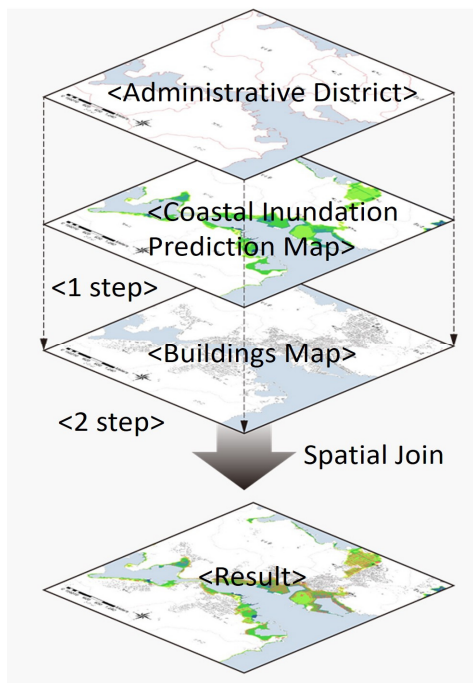 <Administrative District>
<Coastal Inundation
Prediction Map>
<1 step>
<Buildings Map>
<2 step>
Spatial Join
<Result>